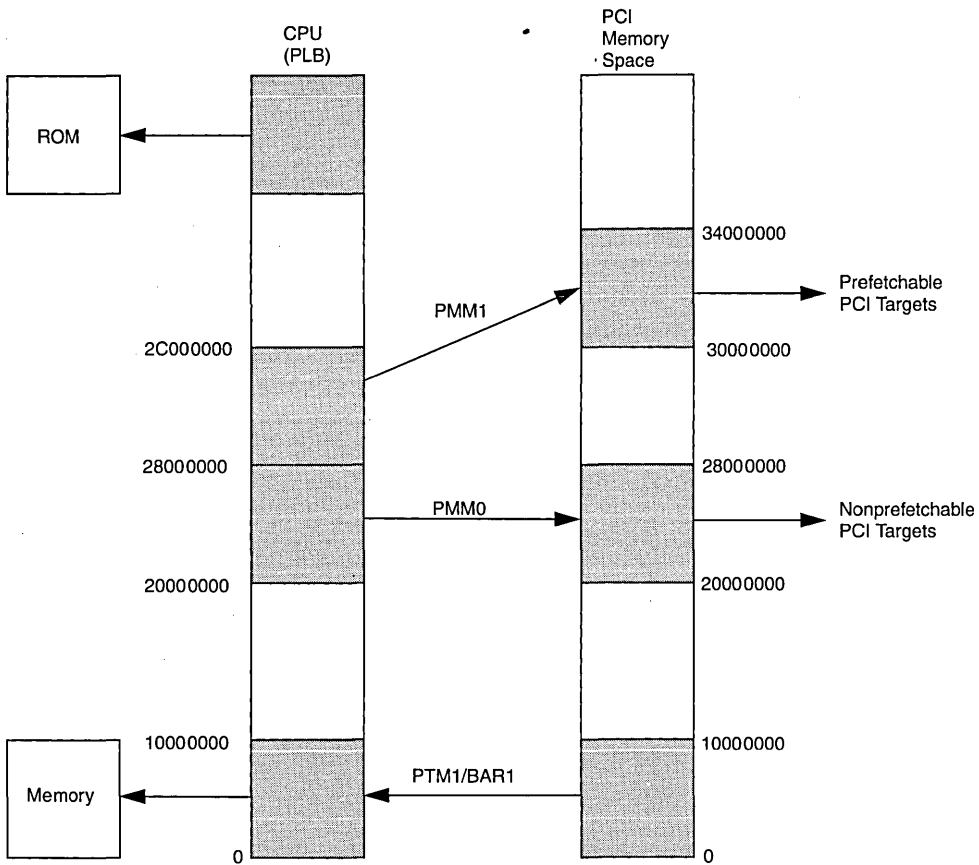 CPU
(PLB)
PCI
Memory
Space
ROM
34000000
Prefetchable
PCI Targets
PMM1
2C000000
30000000
28000000
28000000
PMM0
Nonprefetchable
PCI Targets
20000000
20000000
10000000
10000000
PTM1/BAR1
Memory
0
0